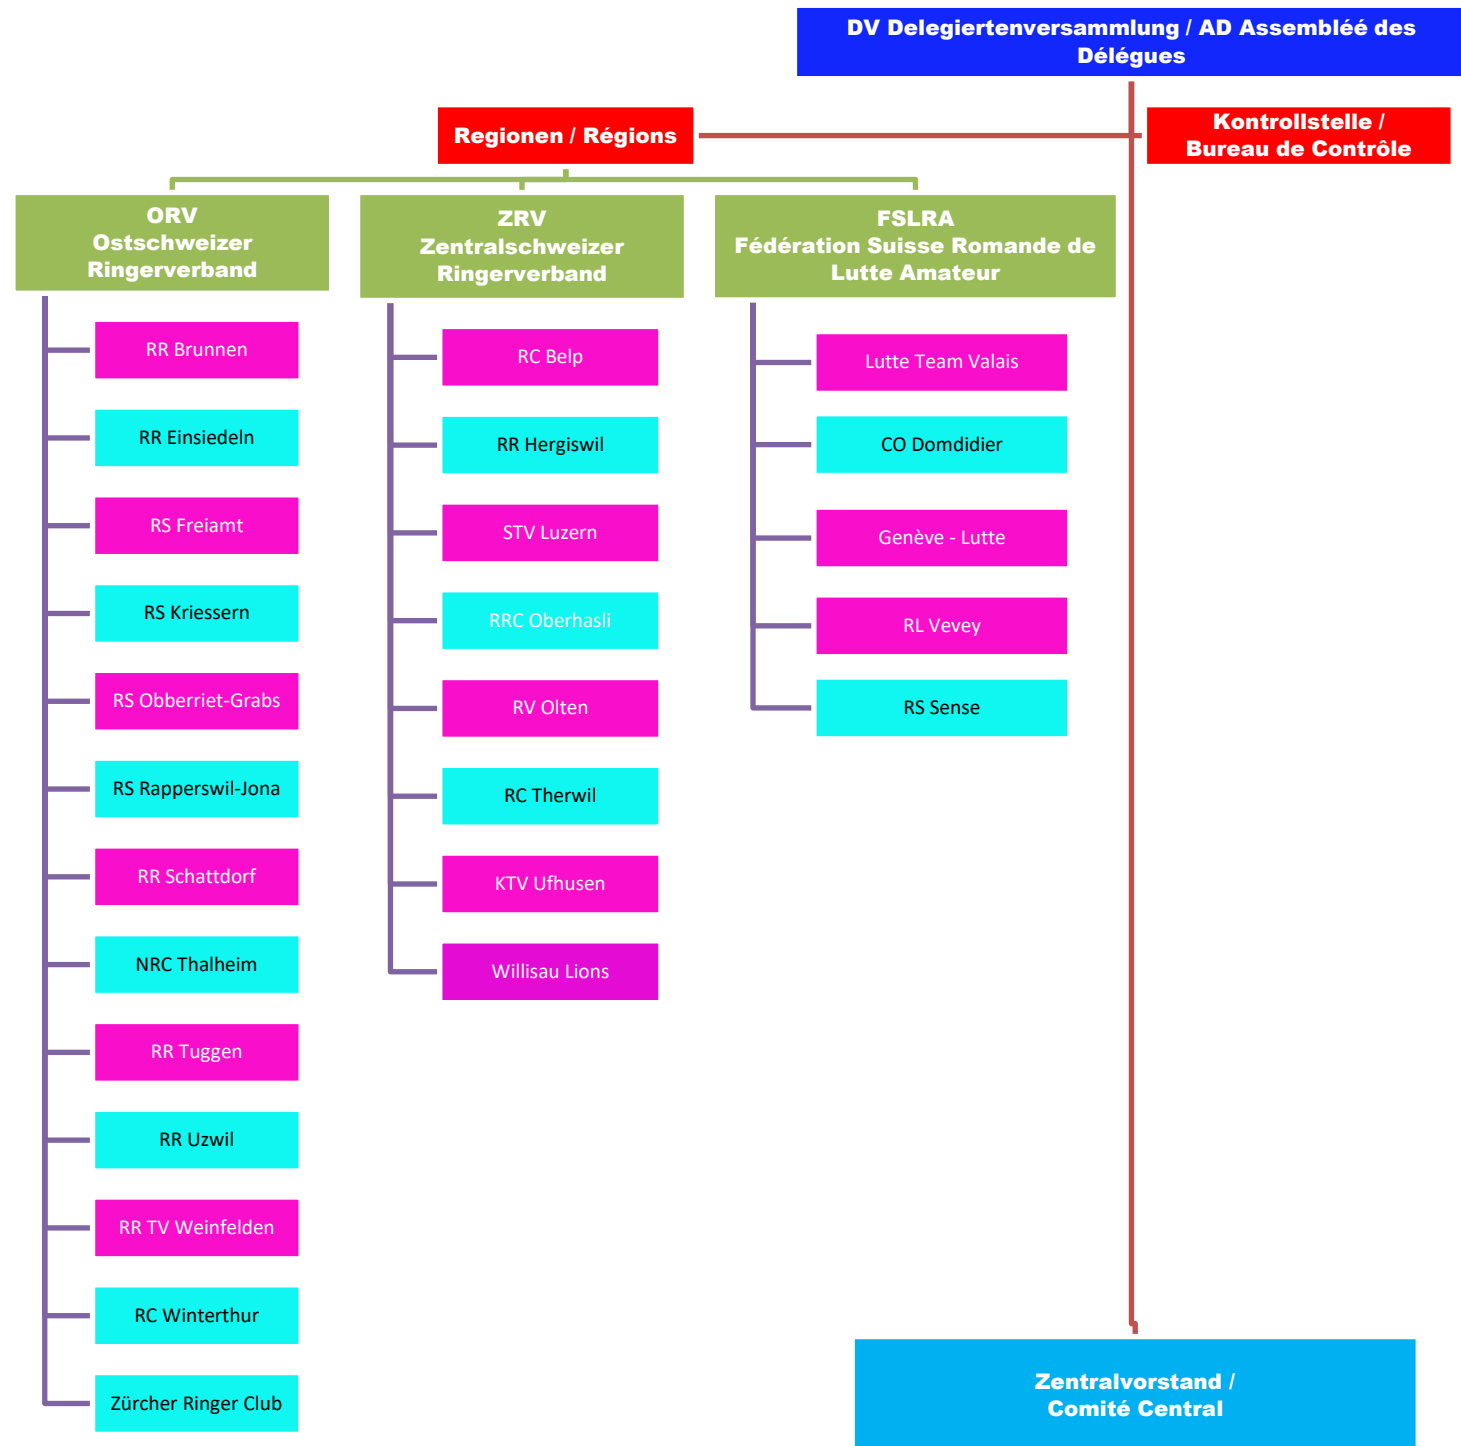 DV Delegiertenversammlung / AD Assembléé des
Délégues
Regionen / Régions
Kontrollstelle /
Bureau de Contrôle
ORV
Ostschweizer
Ringerverband
RR Brunnen
RR Einsiedeln
RS Freiamt
RS Kriessern
RS Obberriet-Grabs
RS Rapperswil-Jona
RR Schattdorf
NRC Thalheim
RR Tuggen
RR Uzwil
RR TV Weinfelden
RC Winterthur
Zürcher Ringer Club
ZRV
Zentralschweizer
Ringerverband
RC Belp
RR Hergiswil
STV Luzern
RRC Oberhasli
RV Olten
RC Therwil
KTV Ufhusen
Willisau Lions
FSLRA
Fédération Suisse Romande de
Lutte Amateur
Lutte Team Valais
CO Domdidier
Genève - Lutte
RL Vevey
RS Sense
Zentralvorstand /
Comité Central